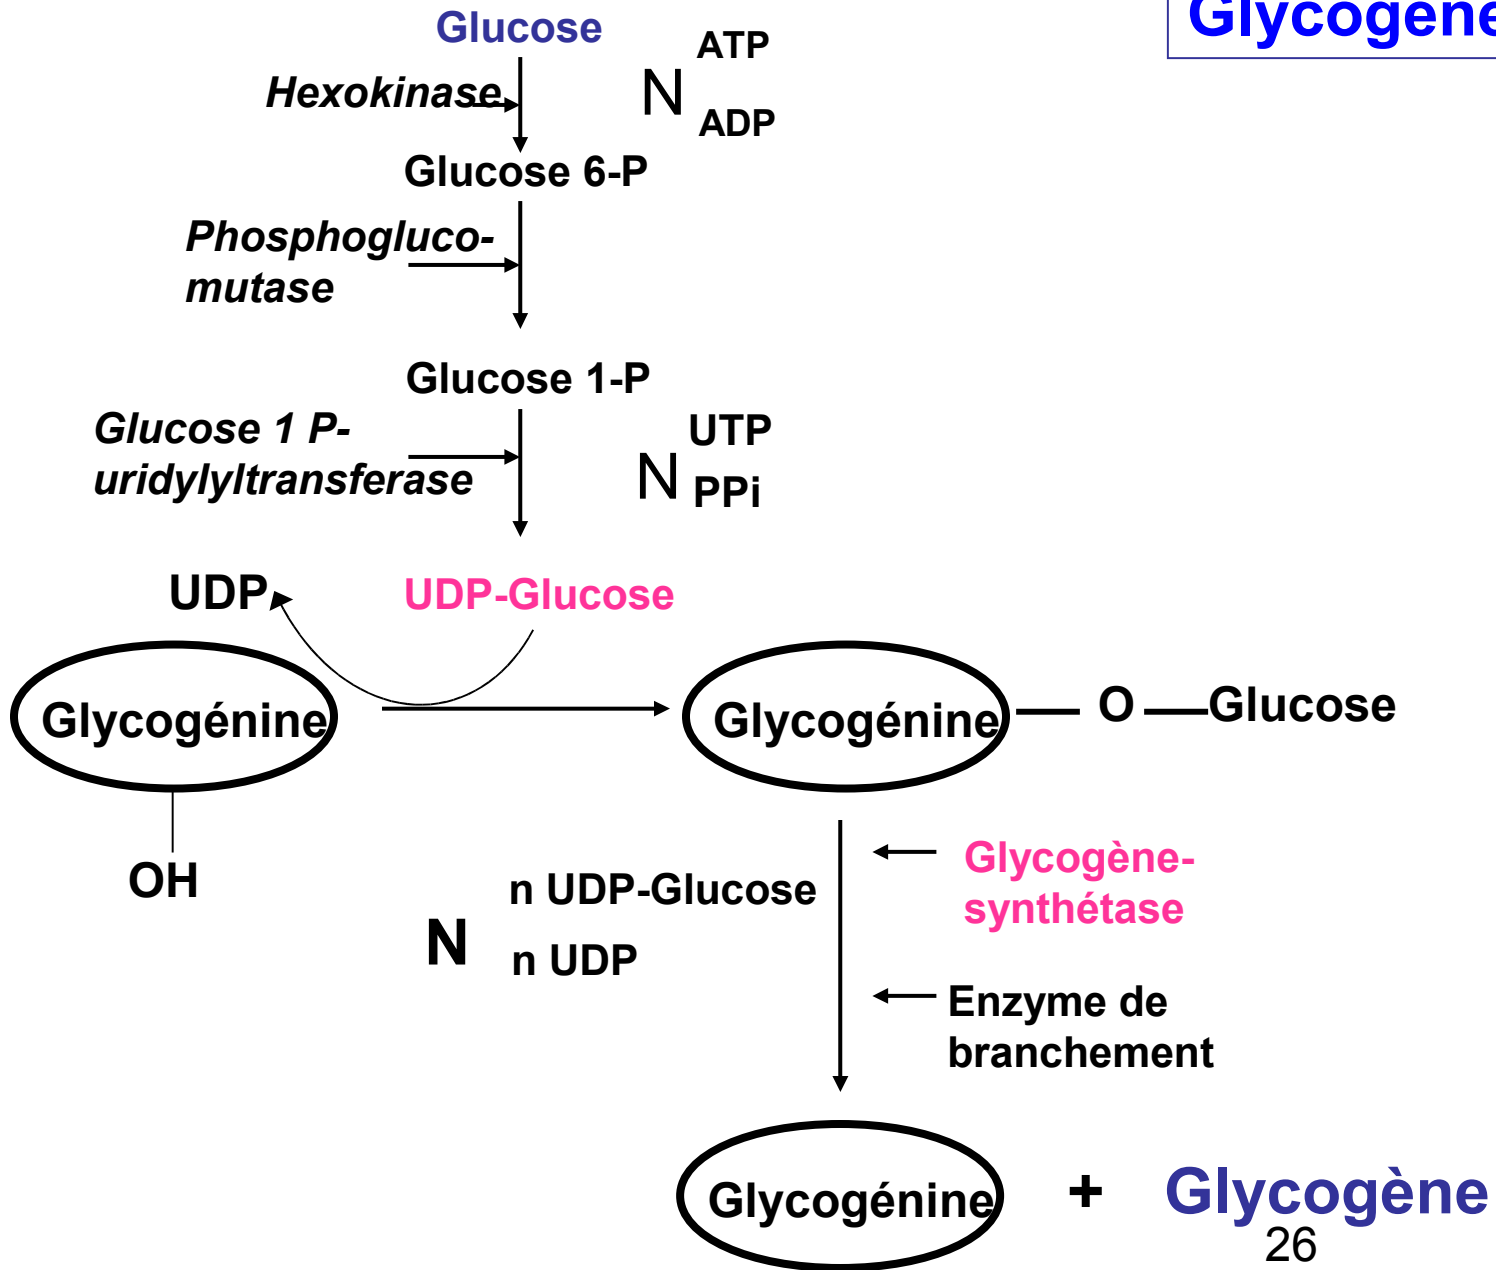 Glycogene
Glucose
ATP
Hexokinase
N
ADP
Glucose 6-P
Phosphogluco-
mutase
Glucose 1-P
Glucose 1 P-
uridylyltransferase
UTP
N
PPi
UDP
UDP-Glucose
Glycogénine
Glycogénine
O
Glucose
OH
n UDP-Glucose
N
n UDP
Glycogène-
synthétase
Enzyme de
branchement
Glycogénine
+
Glycogène
26